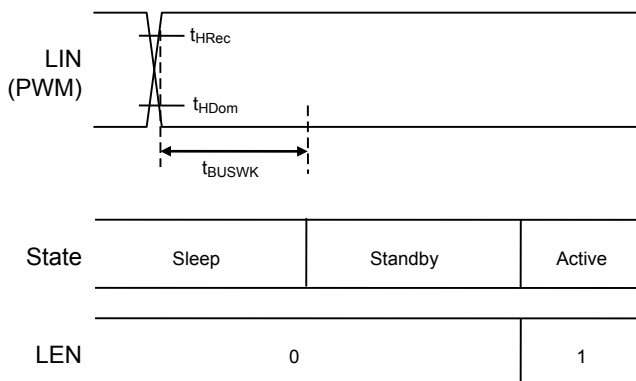 LIN
(PWM)
tHRec
tHDom
tBUSWK
State
Sleep
Standby
Active
LEN
0
1